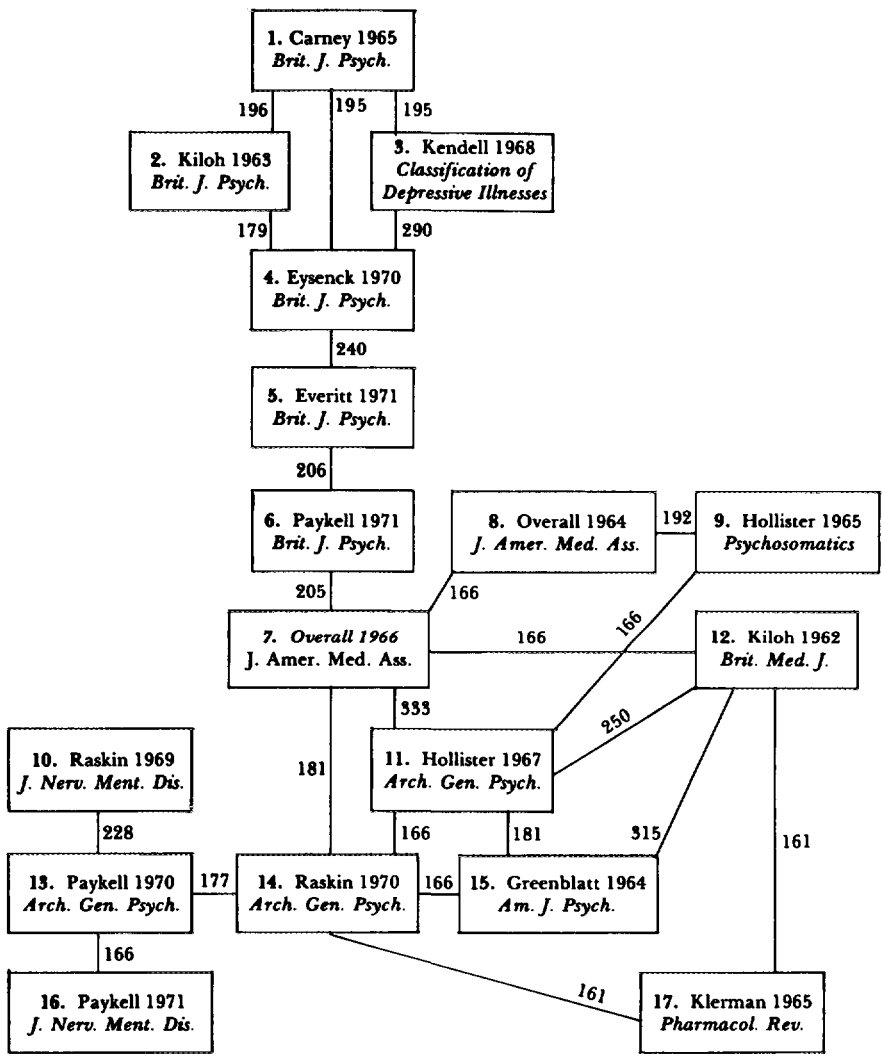 1. Carney 1965
Brit. J. Psych.
196
195
195
2. Kiloh 1963
Brit. J. Psych.
3. Kendell 1968
Classification of
Depressive Illnesses
179
290
4. Eysenck 1970
Brit. J. Psych.
240
5. Everitt 1971
Brit. J. Psych.
206
6. Paykell 1971
Brit. J. Psych.
8. Overall 1964
J. Amer. Med. Ass.
192
9. Hollister 1965
Psychosomatics
205
166
166
7. Overall 1966
J. Amer. Med. Ass.
166
12. Kiloh 1962
Brit. Med. J.
333
250
10. Raskin 1969
J. Nerv. Ment. Dis.
181
11. Hollister 1967
Arch. Gen. Psych.
228
166
181
315
161
13. Paykell 1970
Arch. Gen. Psych.
177
14. Raskin 1970
Arch. Gen. Psych.
166
15. Greenblatt 1964
Am. J. Psych.
166
161
16. Paykell 1971
J. Nerv. Ment. Dis.
17. Klerman 1965
Pharmacol. Rev.